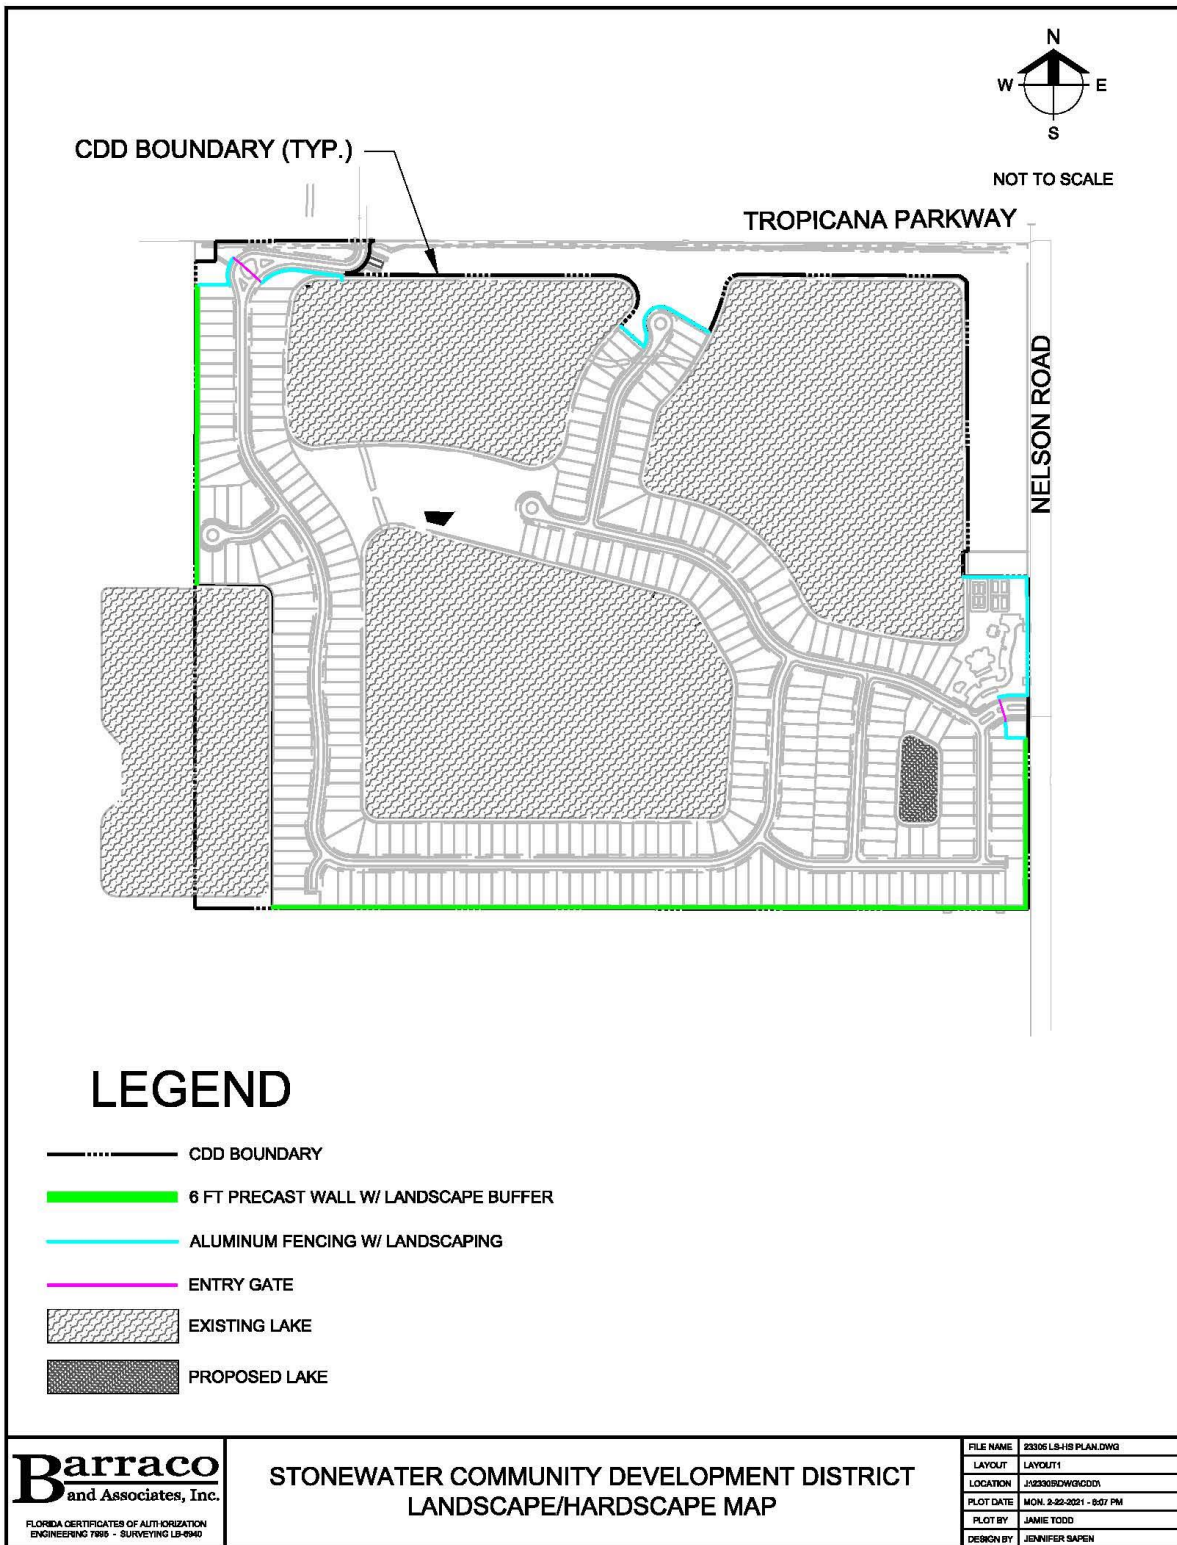 N
W E
S
NOT TO SCALE
CDD BOUNDARY (TYP.)
TROPICANA PARKWAY
NELSON ROAD
LEGEND
CDD BOUNDARY
6 FT PRECAST WALL W/ LANDSCAPE BUFFER
ALUMINUM FENCING W/ LANDSCAPING
ENTRY GATE
EXISTING LAKE
PROPOSED LAKE
Barraco
and Associates, Inc.
FLORIDA CERTIFICATES OF AUTHORIZATION
ENGINEERING 7995 - SURVEYING LB-6940
STONEWATER COMMUNITY DEVELOPMENT DISTRICT
LANDSCAPE/HARDSCAPE MAP
FILE NAME 23305 LS-HS PLAN.DWG
LAYOUT LAYOUT1
LOCATION J:\23305\DWG\CDD\
PLOT DATE MON. 2-22-2021 - 8:07 PM
PLOT BY JAMIE TODD
DESIGN BY JENNIFER SAPEN